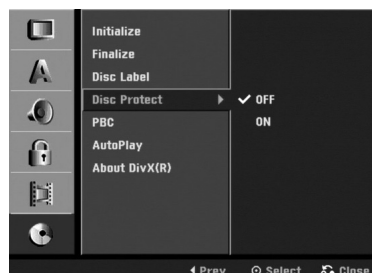 Initialize
Finalize
Disc Label
Disc Protect
PBC
AutoPlay
About DivX(R)
OFF
ON
Prev Select Close